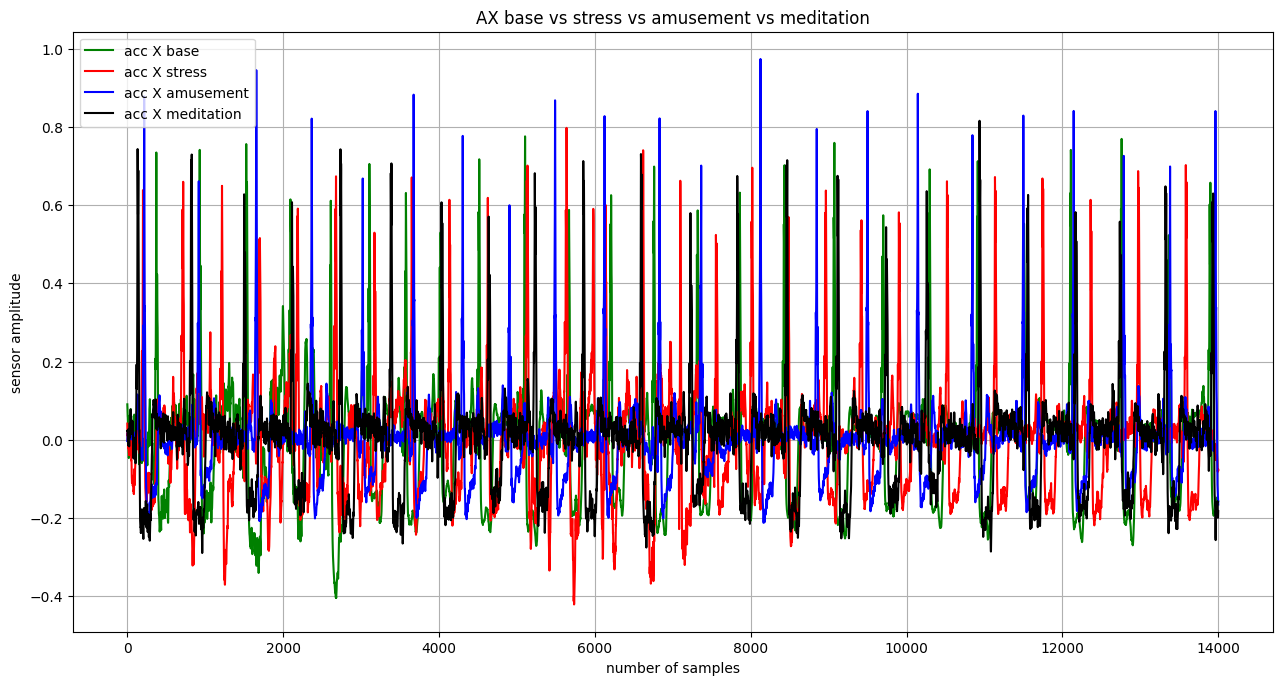 AX base vs stress vs amusement vs meditation
acc X base
acc X stress
acc X amusement
acc X meditation
sensor amplitude
1.0
0.8
0.6
0.4
0.2
0.0
−0.2
−0.4
0 2000 4000 6000 8000 10000 12000 14000
number of samples